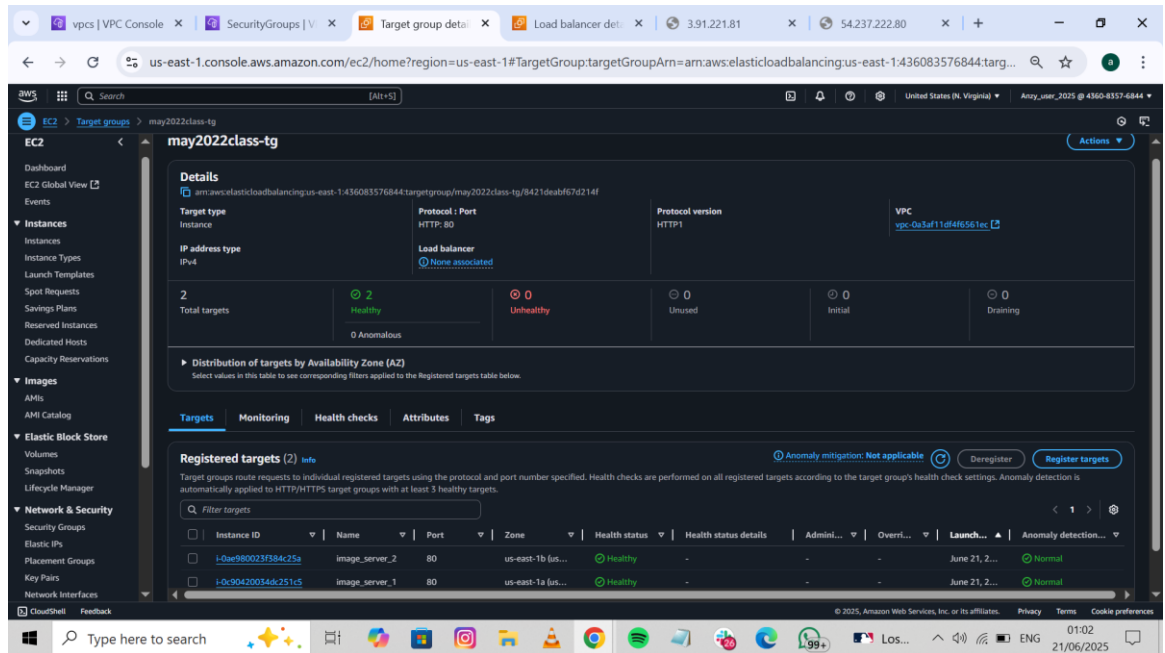 vpcs | VPC Console
SecurityGroups | V
Target group detai
Load balancer deta
3.91.221.81
54.237.222.80
us-east-1.console.aws.amazon.com/ec2/home?region=us-east-1#TargetGroup:targetGroupArn=arn:aws:elasticloadbalancing:us-east-1:436083576844:targ...
a
aws
Search
[Alt+S]
United States (N. Virginia)
Anzy_user_2025 @ 4360-8357-6844
EC2 > Target groups > may2022class-tg
EC2
Dashboard
EC2 Global View
Events
Instances
Instances
Instance Types
Launch Templates
Spot Requests
Savings Plans
Reserved Instances
Dedicated Hosts
Capacity Reservations
Images
AMIs
AMI Catalog
Elastic Block Store
Volumes
Snapshots
Lifecycle Manager
Network & Security
Security Groups
Elastic IPs
Placement Groups
Key Pairs
Network Interfaces
may2022class-tg
Actions
Details
arn:aws:elasticloadbalancing:us-east-1:436083576844:targetgroup/may2022class-tg/8421deabf67d214f
Target type
Instance
Protocol : Port
HTTP: 80
Protocol version
HTTP1
VPC
vpc-0a3af11df4f6561ec
IP address type
IPv4
Load balancer
None associated
2
Total targets
2
Healthy
0 Anomalous
0
Unhealthy
0
Unused
0
Initial
0
Draining
Distribution of targets by Availability Zone (AZ)
Select values in this table to see corresponding filters applied to the Registered targets table below.
Targets
Monitoring
Health checks
Attributes
Tags
Registered targets (2) Info
Anomaly mitigation: Not applicable
Deregister
Register targets
Target groups route requests to individual registered targets using the protocol and port number specified. Health checks are performed on all registered targets according to the target group's health check settings. Anomaly detection is
automatically applied to HTTP/HTTPS target groups with at least 3 healthy targets.
Filter targets
1
Instance ID Name Port Zone Health status Health status details Admini... Overri... Launch... Anomaly detection...
i-0ae980023f384c25a image_server_2 80 us-east-1b (us... Healthy - - - June 21, 2... Normal
i-0c90420034dc251c5 image_server_1 80 us-east-1a (us... Healthy - - - June 21, 2... Normal
CloudShell Feedback
© 2025, Amazon Web Services, Inc. or its affiliates. Privacy Terms Cookie preferences
Type here to search
26
99+
Los...
ENG
01:02
21/06/2025